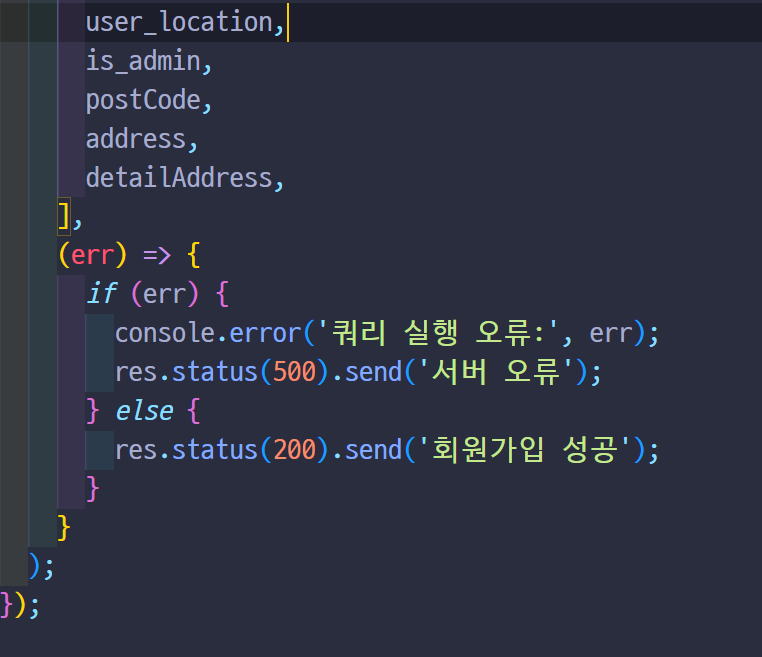 user_location,
is_admin,
postCode,
address,
detailAddress,
],
(err) => {
if (err) {
console.error('쿼리 실행 오류:', err);
res.status(500).send('서버 오류');
} else {
res.status(200).send('회원가입 성공');
}
}
);
});